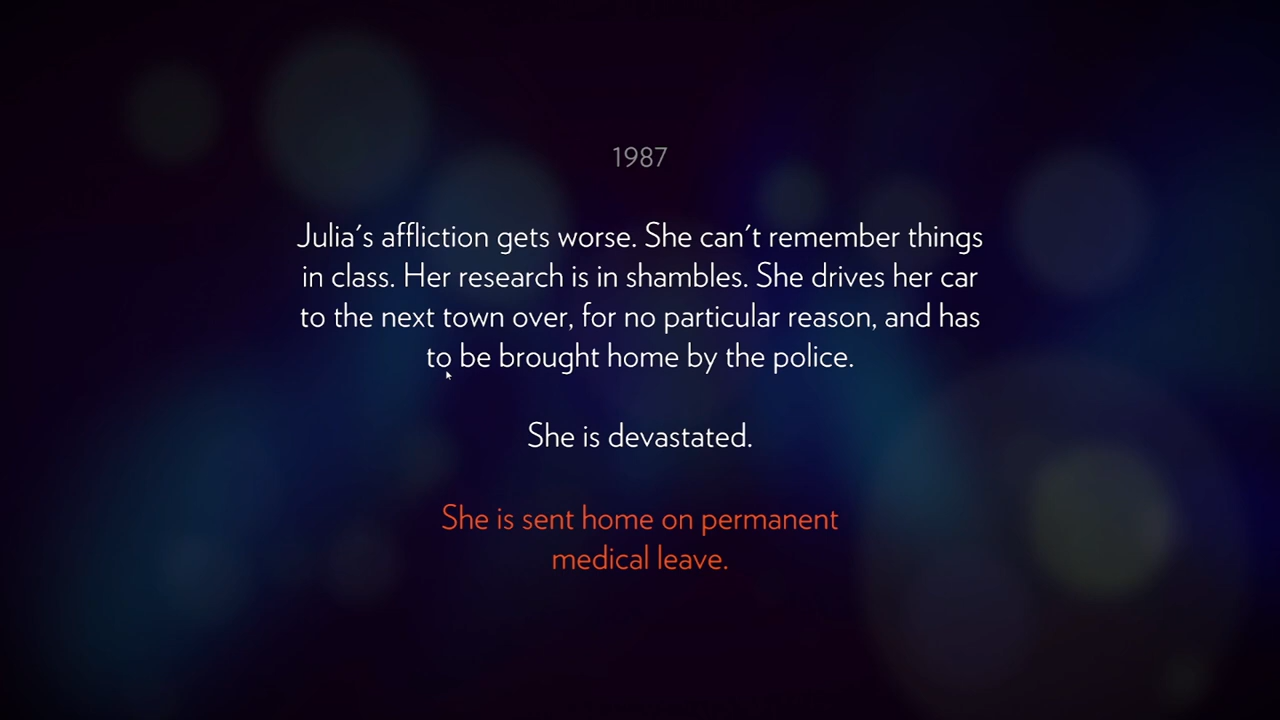 1987
Julia's affliction gets worse. She can't remember things
in class. Her research is in shambles. She drives her car
to the next town over, for no particular reason, and has
to be brought home by the police.
She is devastated.
She is sent home on permanent
medical leave.